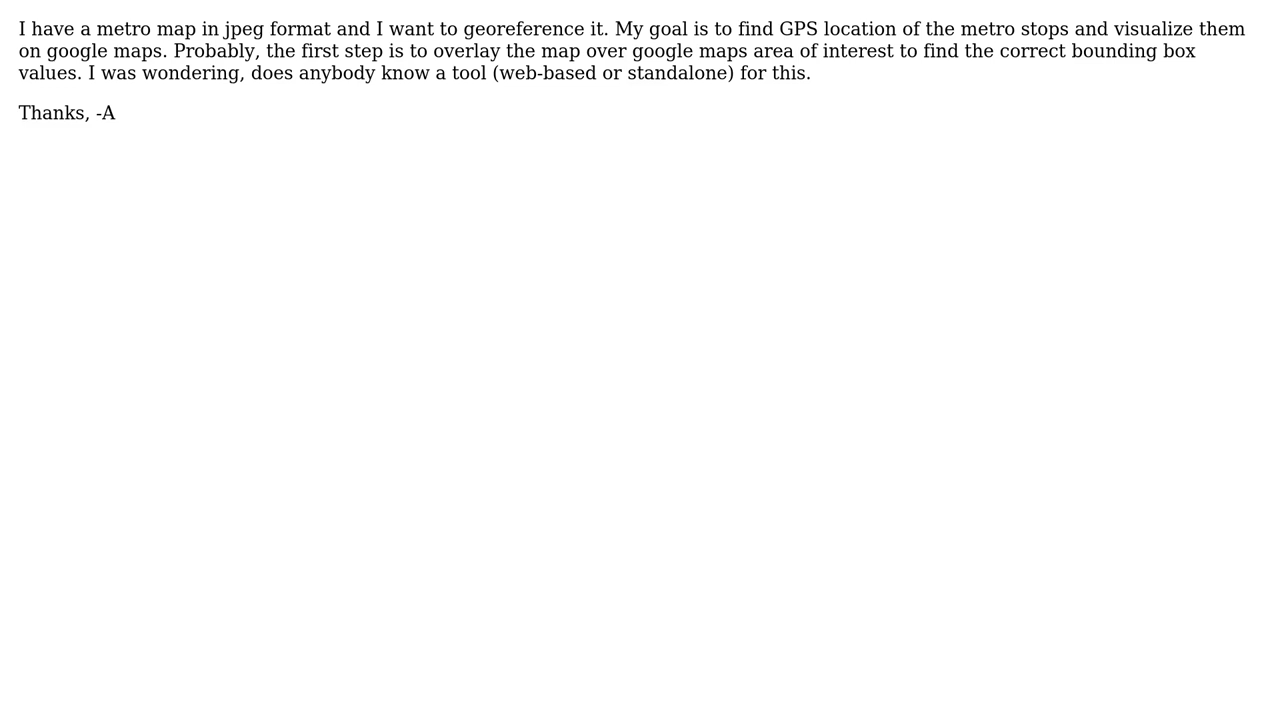 I have a metro map in jpeg format and I want to georeference it. My goal is to find GPS location of the metro stops and visualize them
on google maps. Probably, the first step is to overlay the map over google maps area of interest to find the correct bounding box
values. I was wondering, does anybody know a tool (web-based or standalone) for this.
Thanks, -A